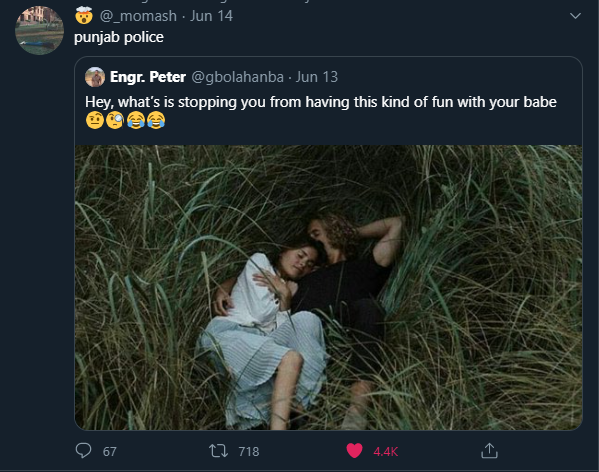 🤯 @_momash · Jun 14
punjab police
Engr. Peter @gbolahanba · Jun 13
Hey, what's is stopping you from having this kind of fun with your babe
🤨🧐😂😂
67 718 4.4K